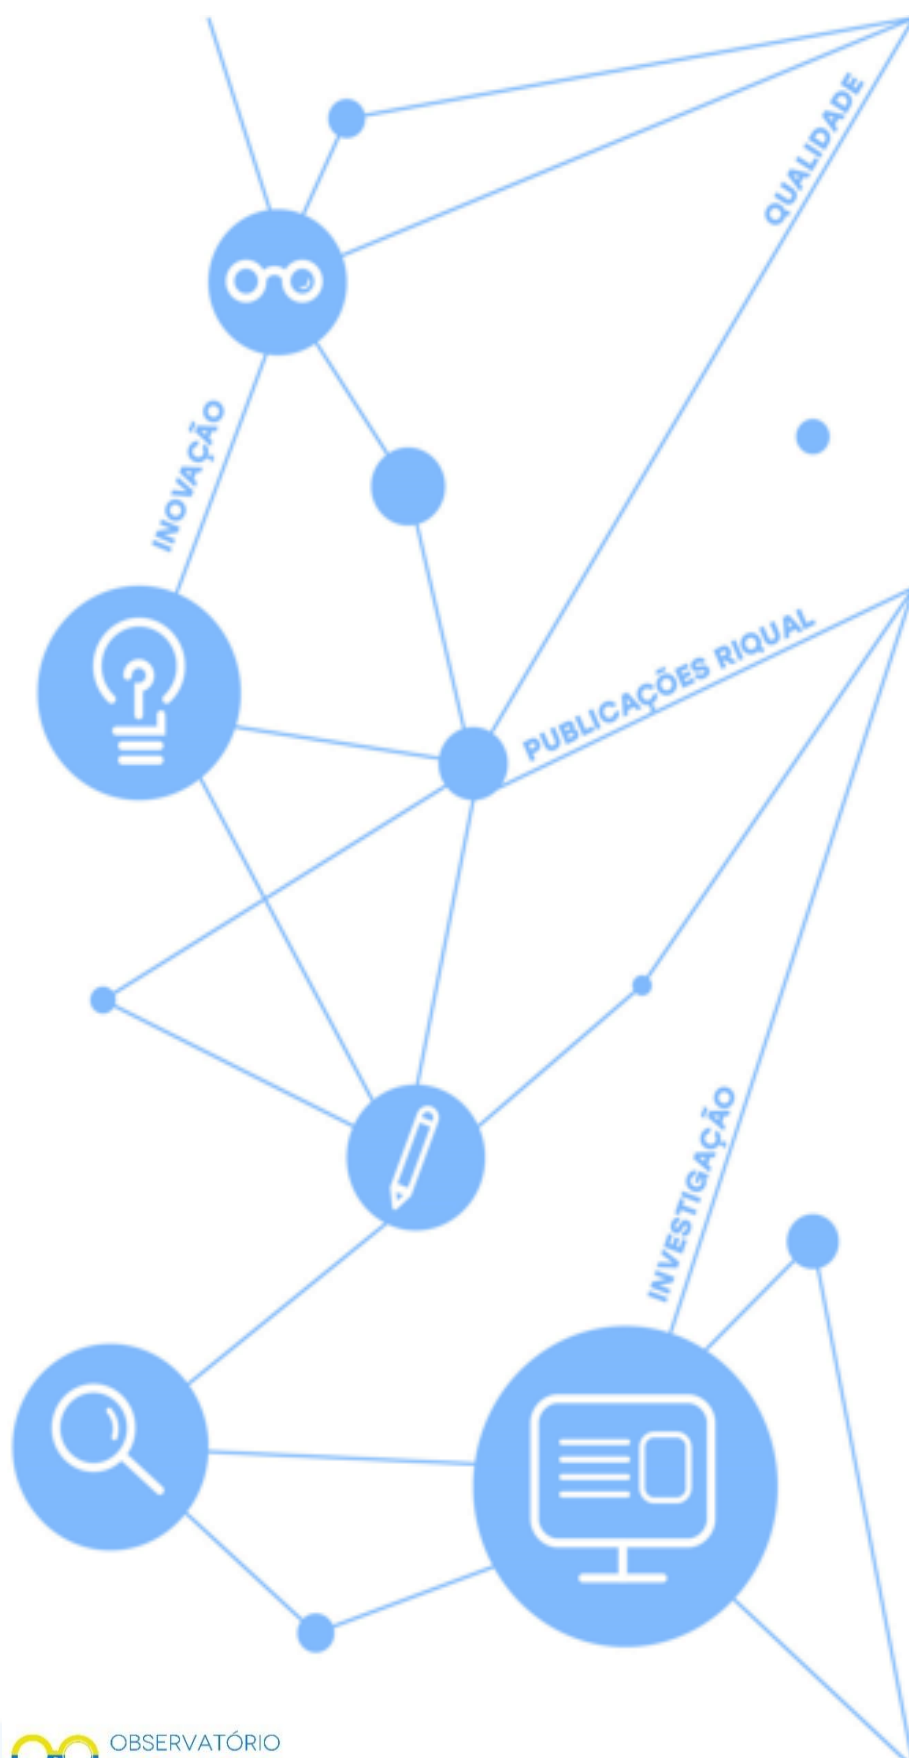 QUALIDADE
INOVAÇÃO
PUBLICAÇÕES RIQUAL
INVESTIGAÇÃO
OBSERVATÓRIO